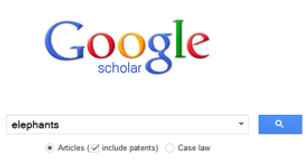 Google
scholar
elephants
Articles (include patents) Case law